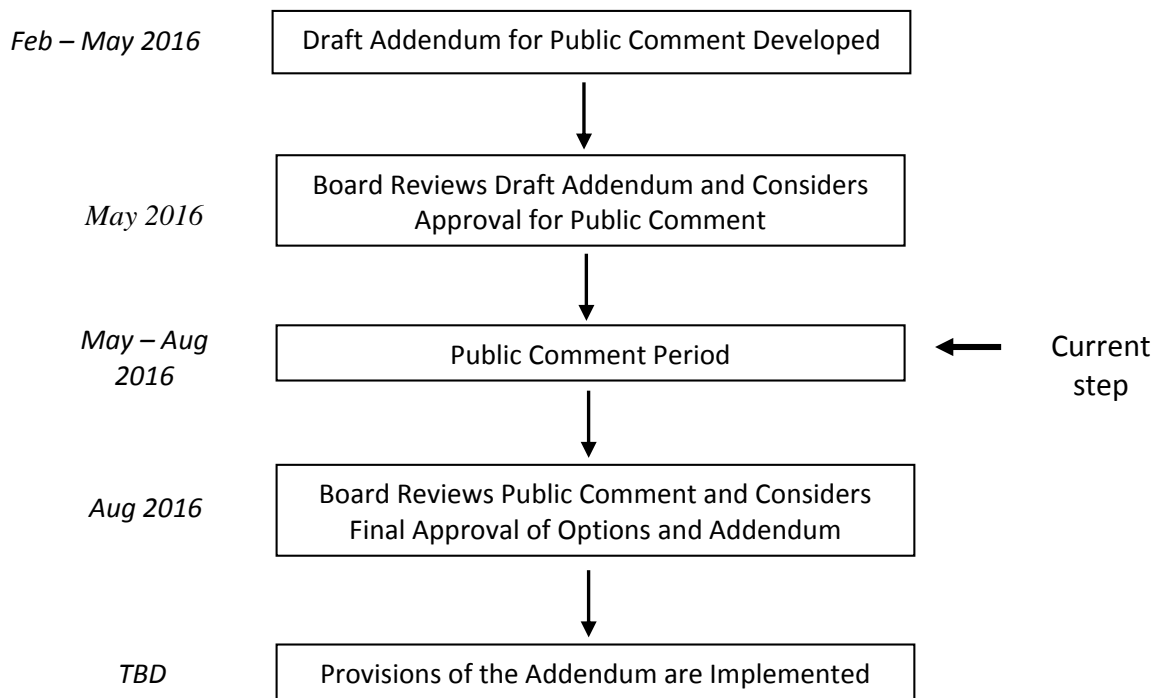 Feb – May 2016
Draft Addendum for Public Comment Developed
May 2016
Board Reviews Draft Addendum and Considers
Approval for Public Comment
May – Aug
2016
Public Comment Period
Current
step
Aug 2016
Board Reviews Public Comment and Considers
Final Approval of Options and Addendum
TBD
Provisions of the Addendum are Implemented